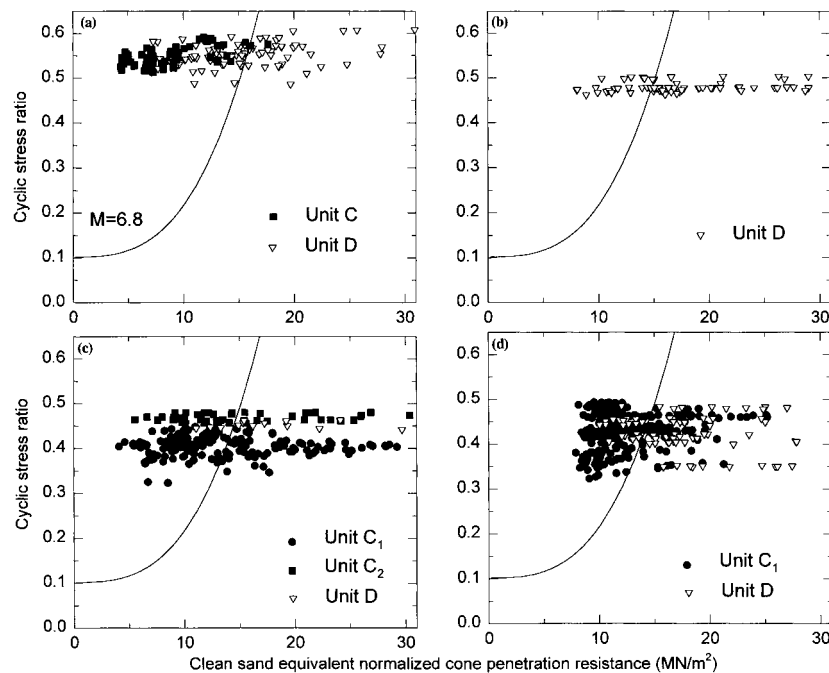 (a)
(b)
0.6
0.5
0.4
0.3
0.2
0.1
0.0
Cyclic stress ratio
M=6.8
Unit C
Unit D
0 10 20 30
0.6
0.5
0.4
0.3
0.2
0.1
0.0
Unit D
0 10 20 30
(c)
(d)
0.6
0.5
0.4
0.3
0.2
0.1
0.0
Cyclic stress ratio
Unit C₁
Unit C₂
Unit D
0 10 20 30
0.6
0.5
0.4
0.3
0.2
0.1
0.0
Unit C₁
Unit D
0 10 20 30
Clean sand equivalent normalized cone penetration resistance (MN/m²)